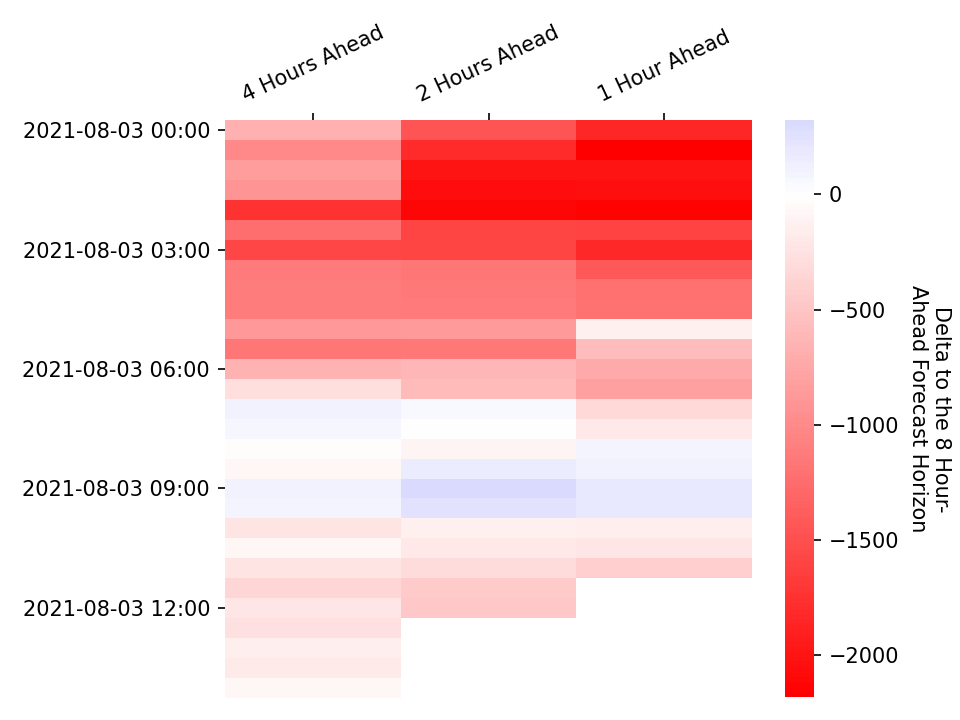 4 Hours Ahead
2 Hours Ahead
1 Hour Ahead
2021-08-03 00:00
2021-08-03 03:00
2021-08-03 06:00
2021-08-03 09:00
2021-08-03 12:00
0
−500
−1000
−1500
−2000
Delta to the 8 Hour-
Ahead Forecast Horizon